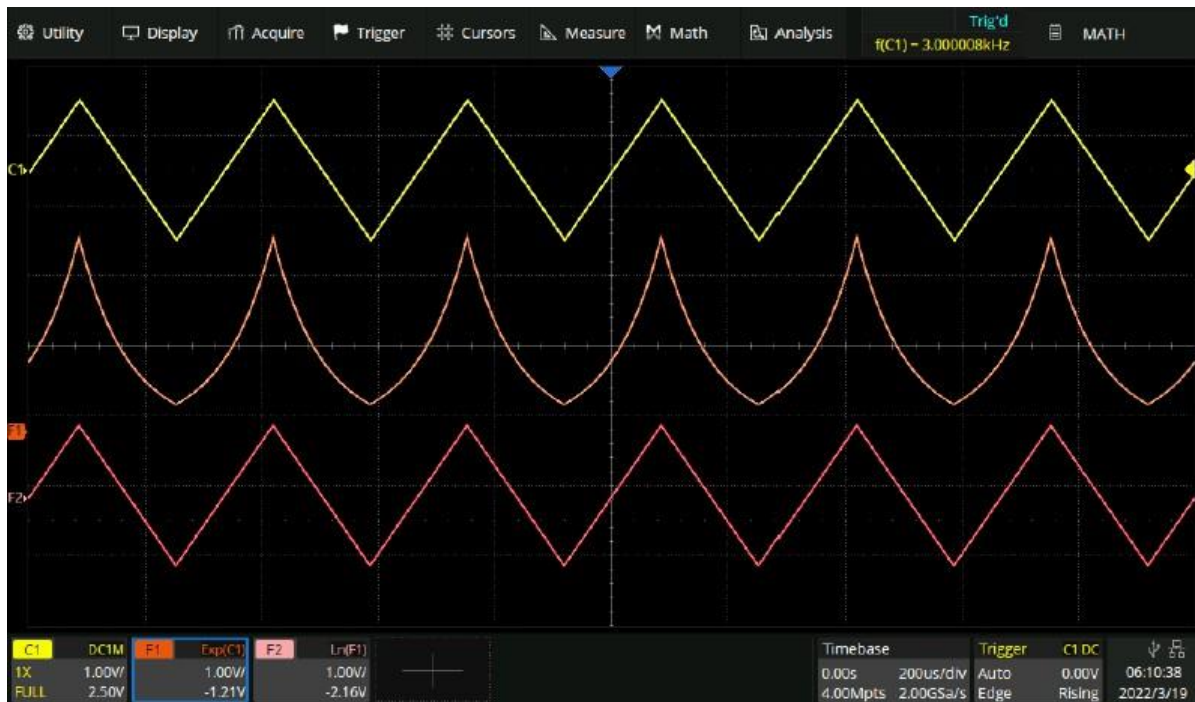 Utility Display Acquire Trigger Cursors Measure Math Analysis Trig'd MATH
f(C1) = 3.000008kHz
C1
F1
F2
C1 DC1M F1 Exp(C1) F2 Ln(F1) Timebase Trigger C1 DC
1X 1.00V/ 1.00V/ 1.00V/ 0.00s 200us/div Auto 0.00V 06:10:38
FULL 2.50V -1.21V -2.16V 4.00Mpts 2.00GSa/s Edge Rising 2022/3/19